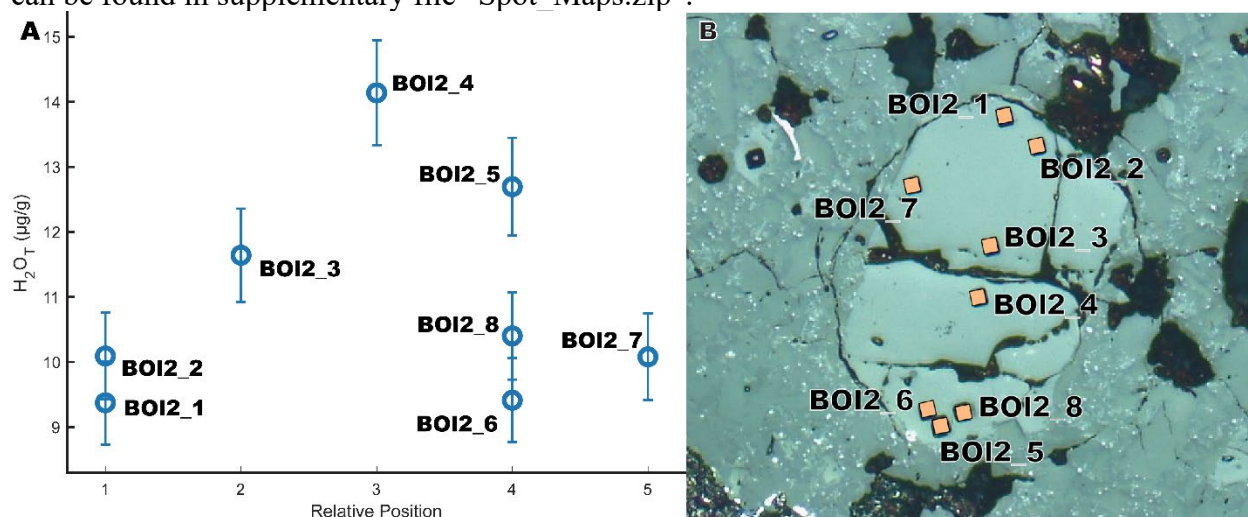 can be found in supplementary file "Spot_Maps.zip".
A
15
14
13
12
11
10
9
H2OT (µg/g)
BOI2_4
BOI2_5
BOI2_3
BOI2_8
BOI2_7
BOI2_2
BOI2_1
BOI2_6
1
2
3
4
5
Relative Position
B
BOI2_1
BOI2_2
BOI2_7
BOI2_3
BOI2_4
BOI2_6
BOI2_8
BOI2_5